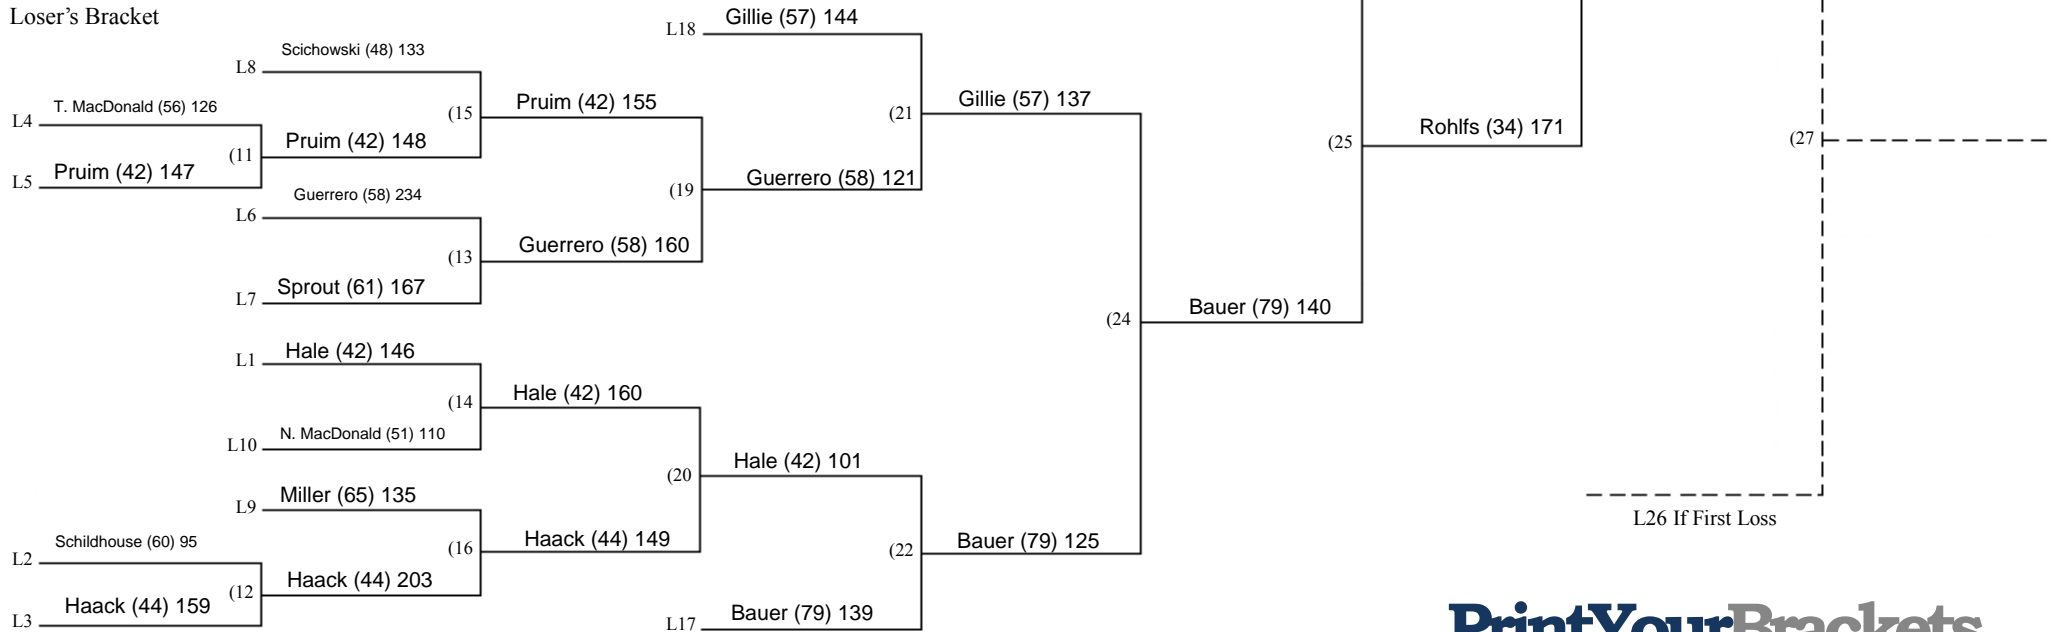 Loser's Bracket
L18
Gillie (57) 144
L8
Scichowski (48) 133
L4
T. MacDonald (56) 126
(15
Pruim (42) 155
(21
Gillie (57) 137
(11
Pruim (42) 148
(25
Rohlfs (34) 171
(27
L5
Pruim (42) 147
(19
Guerrero (58) 121
L6
Guerrero (58) 234
(13
Guerrero (58) 160
L7
Sprout (61) 167
(24
Bauer (79) 140
L1
Hale (42) 146
(14
Hale (42) 160
L10
N. MacDonald (51) 110
(20
Hale (42) 101
L9
Miller (65) 135
L26 If First Loss
(16
Haack (44) 149
(22
Bauer (79) 125
L2
Schildhouse (60) 95
(12
Haack (44) 203
L3
Haack (44) 159
L17
Bauer (79) 139
PrintYourBrackets